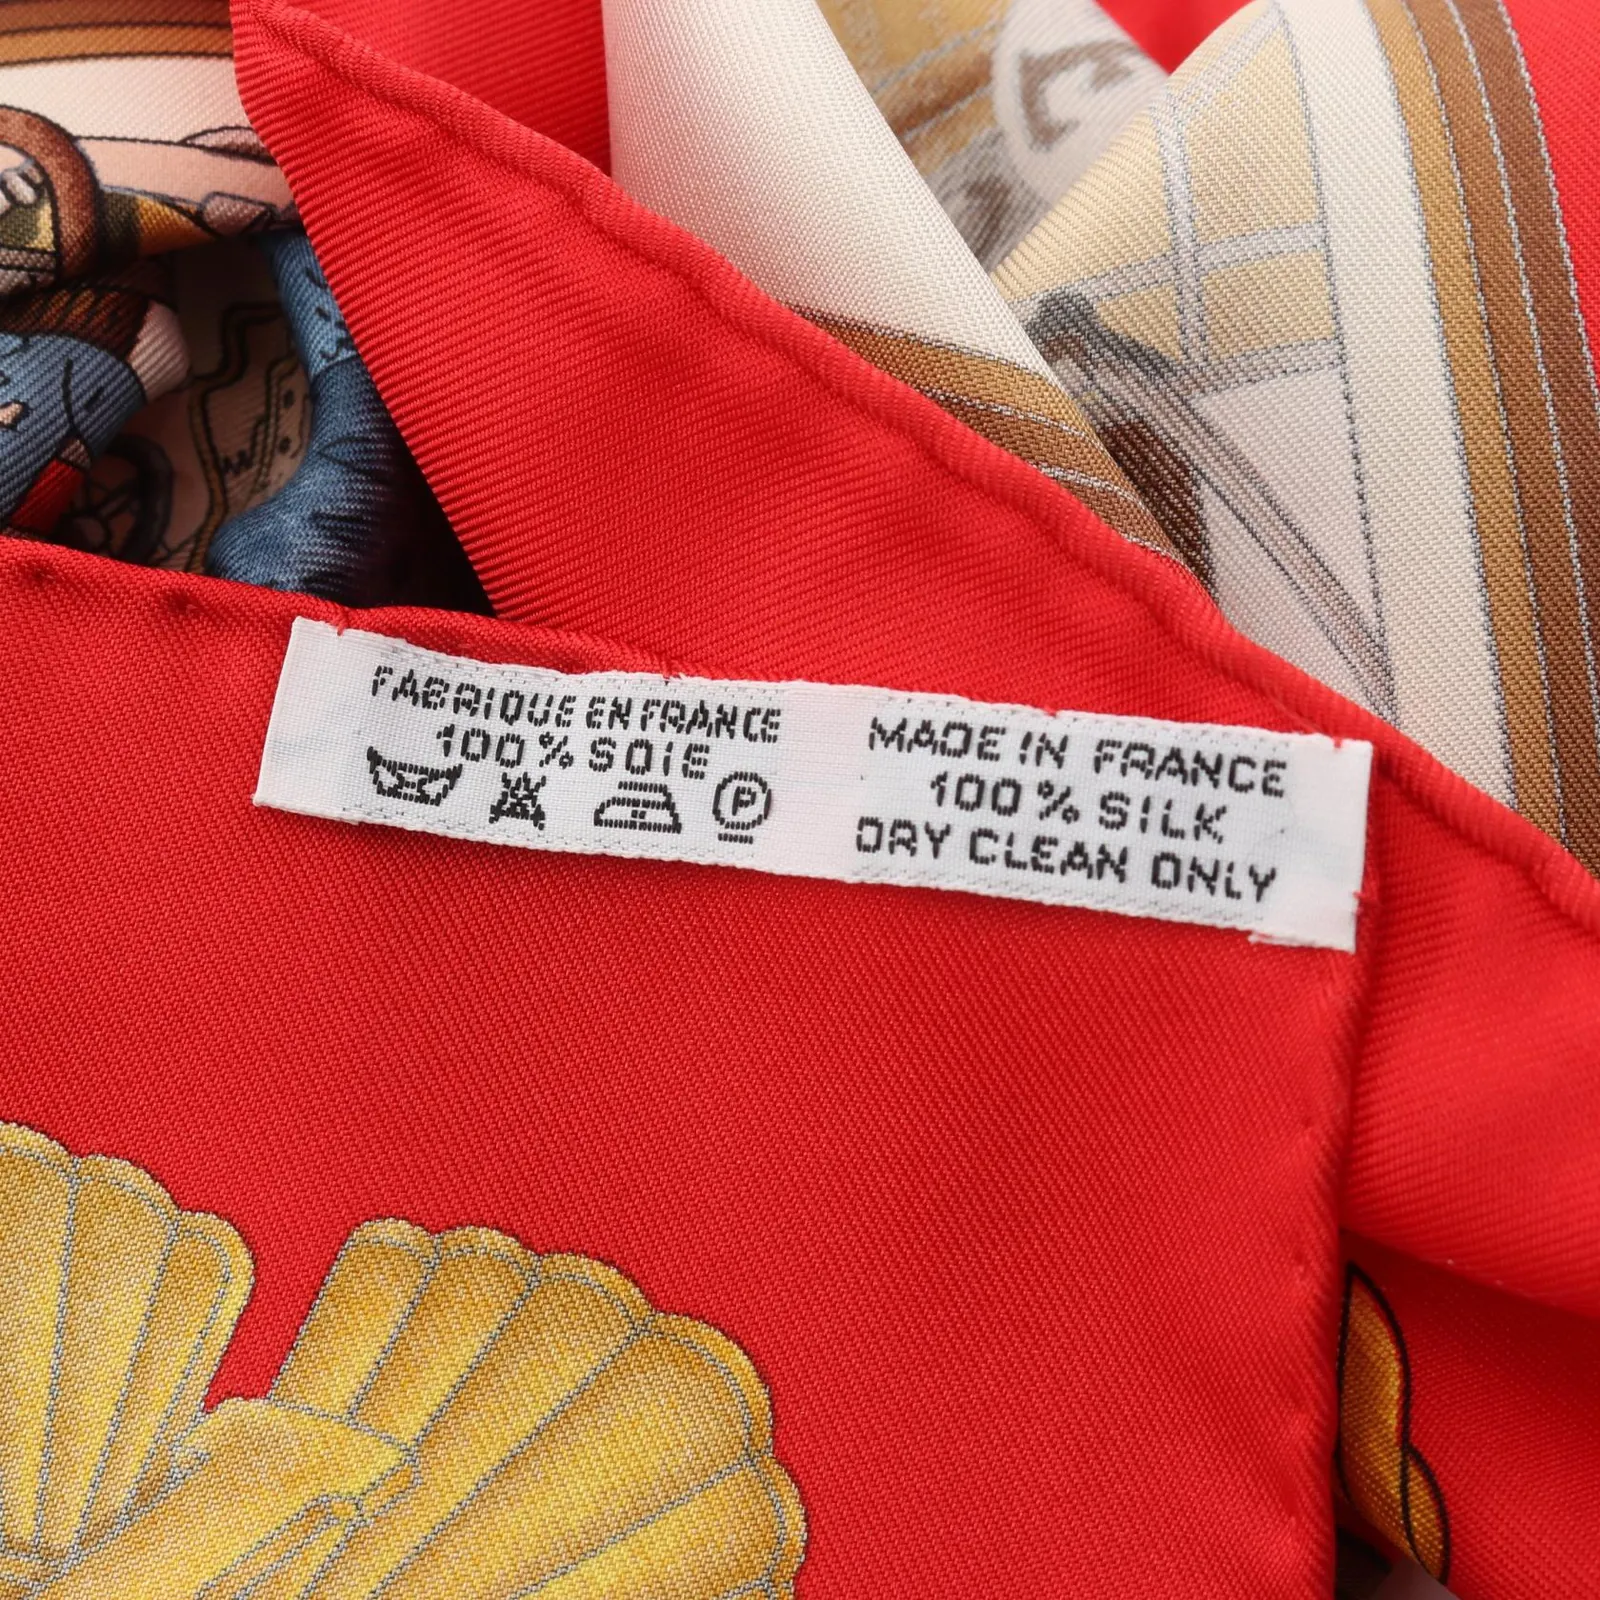 FABRIQUE EN FRANCE
100% SOIE
P
MADE IN FRANCE
100% SILK
DRY CLEAN ONLY